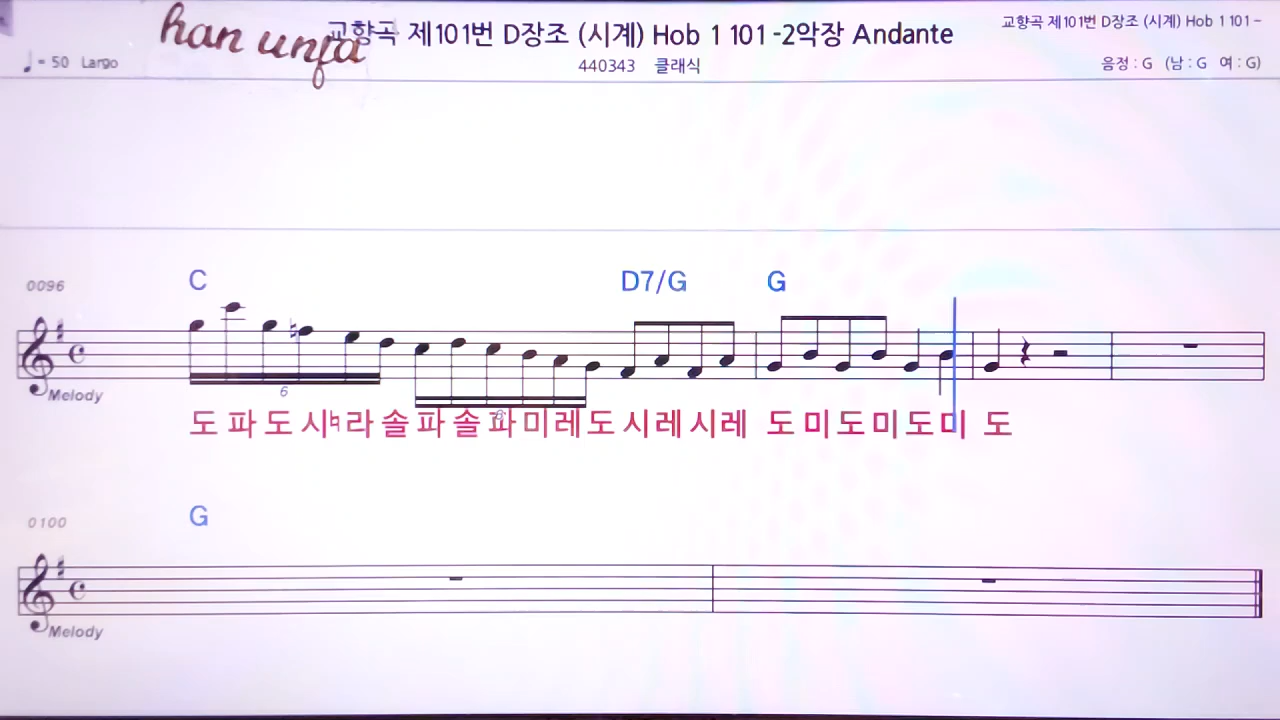 han unfa
교향곡 제101번 D장조 (시계) Hob 1 101 -2악장 Andante
교향곡 제101번 D장조 (시계) Hob 1 101 -
♩= 50 Largo
440343 클래식
음정 : G (남 : G 여 : G)
0096
C D7/G G
6
6
Melody
도 파 도 시♮ 라 솔 파 솔 파 미 레 도 시 레 시 레 도 미 도 미 도 미 도
0100
G
Melody